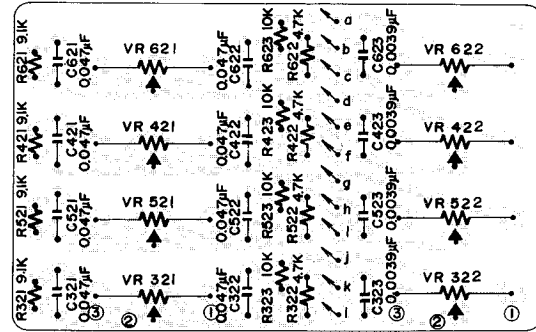 R621 9.1K
C621 0.047µF
VR 621
0.047µF C622
R623 10K
R622 4.7K
a
b
c
C623 0.0039µF
VR 622
R421 9.1K
C421 0.047µF
VR 421
0.047µF C422
R423 10K
R422 4.7K
d
e
f
C423 0.0039µF
VR 422
R521 9.1K
C521 0.047µF
VR 521
0.047µF C522
R523 10K
R522 4.7K
g
h
i
C523 0.0039µF
VR 522
R321 9.1K
C321 0.047µF
VR 321
0.047µF C322
R323 10K
R322 4.7K
j
k
l
C323 0.0039µF
VR 322
③ ② ① ③ ② ①